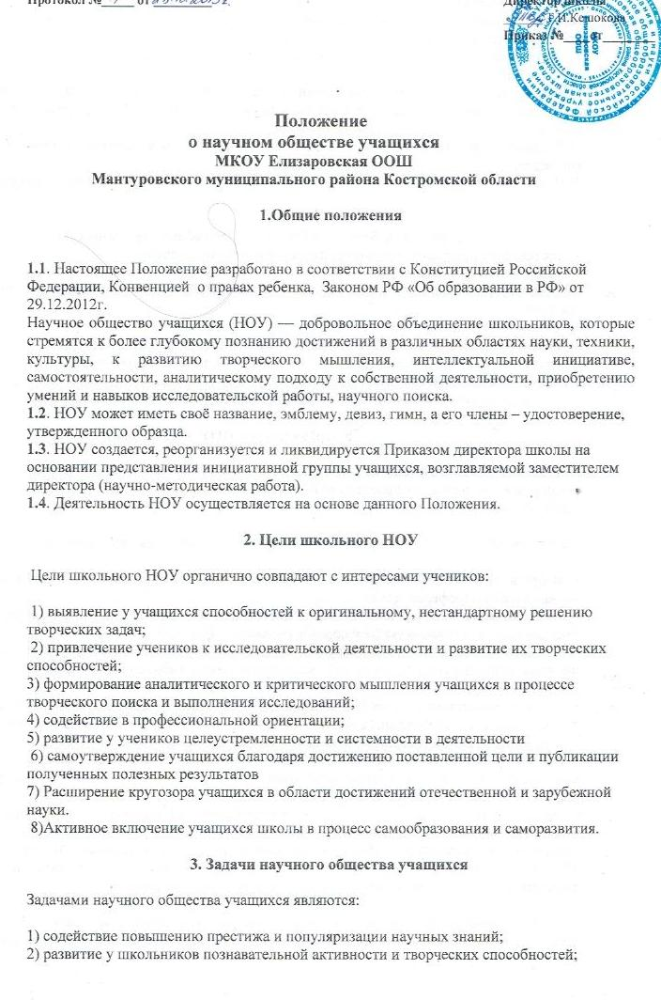 Протокол № от
Директор школы
Г.И.Кешокова
Приказ № от
Положение
о научном обществе учащихся
МКОУ Елизаровская ООШ
Мантуровского муниципального района Костромской области
1.Общие положения
1.1. Настоящее Положение разработано в соответствии с Конституцией Российской
Федерации, Конвенцией о правах ребенка, Законом РФ «Об образовании в РФ» от
29.12.2012г.
Научное общество учащихся (НОУ) — добровольное объединение школьников, которые
стремятся к более глубокому познанию достижений в различных областях науки, техники,
культуры, к развитию творческого мышления, интеллектуальной инициативе,
самостоятельности, аналитическому подходу к собственной деятельности, приобретению
умений и навыков исследовательской работы, научного поиска.
1.2. НОУ может иметь своё название, эмблему, девиз, гимн, а его члены – удостоверение,
утвержденного образца.
1.3. НОУ создается, реорганизуется и ликвидируется Приказом директора школы на
основании представления инициативной группы учащихся, возглавляемой заместителем
директора (научно-методическая работа).
1.4. Деятельность НОУ осуществляется на основе данного Положения.
2. Цели школьного НОУ
Цели школьного НОУ органично совпадают с интересами учеников:
1) выявление у учащихся способностей к оригинальному, нестандартному решению
творческих задач;
2) привлечение учеников к исследовательской деятельности и развитие их творческих
способностей;
3) формирование аналитического и критического мышления учащихся в процессе
творческого поиска и выполнения исследований;
4) содействие в профессиональной ориентации;
5) развитие у учеников целеустремленности и системности в деятельности
6) самоутверждение учащихся благодаря достижению поставленной цели и публикации
полученных полезных результатов
7) Расширение кругозора учащихся в области достижений отечественной и зарубежной
науки.
8)Активное включение учащихся школы в процесс самообразования и саморазвития.
3. Задачи научного общества учащихся
Задачами научного общества учащихся являются:
1) содействие повышению престижа и популяризации научных знаний;
2) развитие у школьников познавательной активности и творческих способностей;